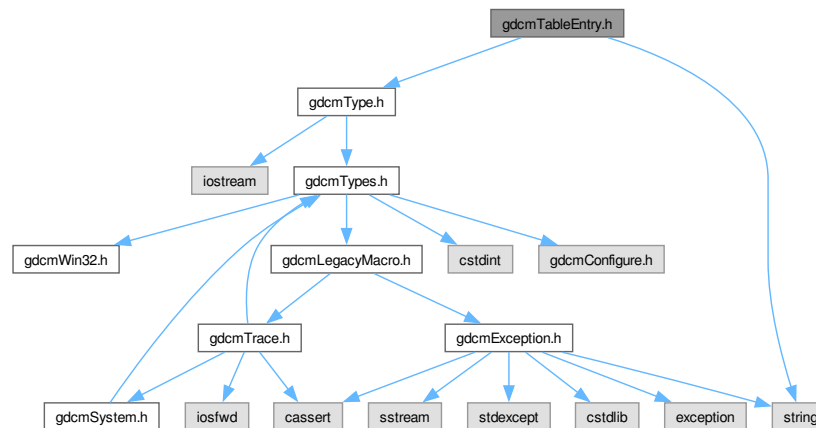 gdcmTableEntry.h
gdcmType.h
iostream
gdcmTypes.h
gdcmWin32.h
gdcmLegacyMacro.h
cstdint
gdcmConfigure.h
gdcmTrace.h
gdcmException.h
gdcmSystem.h
iosfwd
cassert
sstream
stdexcept
cstdlib
exception
string